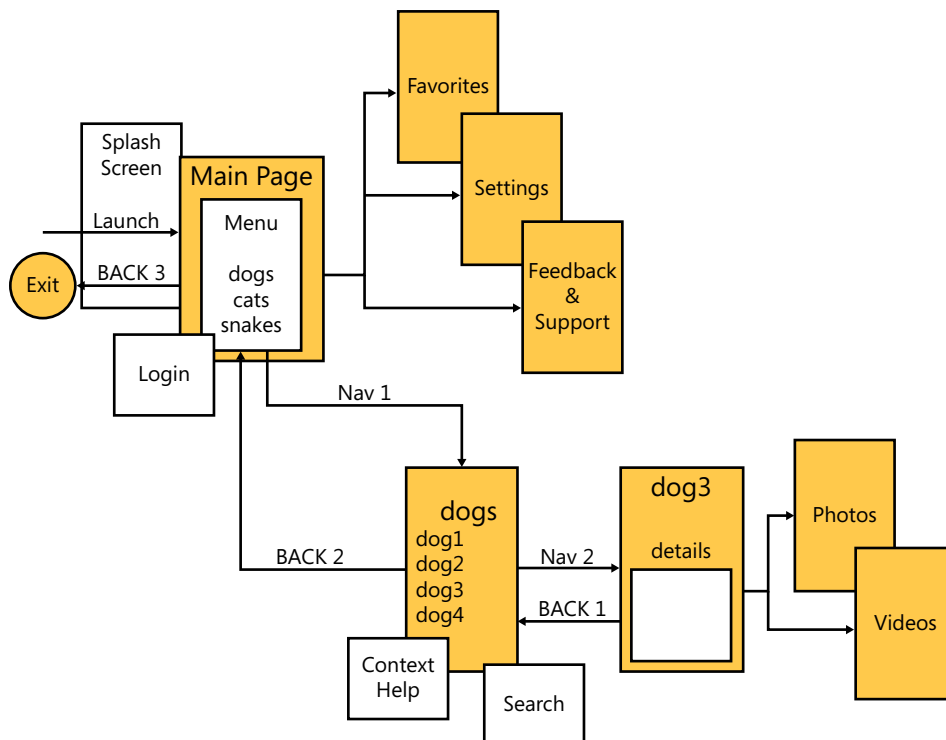 Favorites
Splash
Screen
Main Page
Settings
Launch
Menu
BACK 3
Exit
dogs
cats
snakes
Feedback
&
Support
Login
Nav 1
dogs
dog1
dog2
dog3
dog4
BACK 2
Nav 2
BACK 1
dog3
details
Photos
Videos
Context
Help
Search